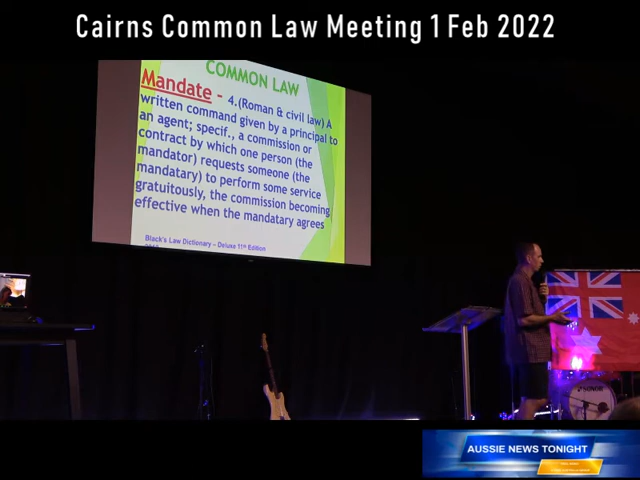 Cairns Common Law Meeting 1 Feb 2022
COMMON LAW
Mandate - 4.(Roman & civil law) A
written command given by a principal to
an agent; specif., a commission or
contract by which one person (the
mandator) requests someone (the
mandatary) to perform some service
gratuitously, the commission becoming
effective when the mandatary agrees
Black's Law Dictionary – Deluxe 11th Edition
SONOR
AUSSIE NEWS TONIGHT